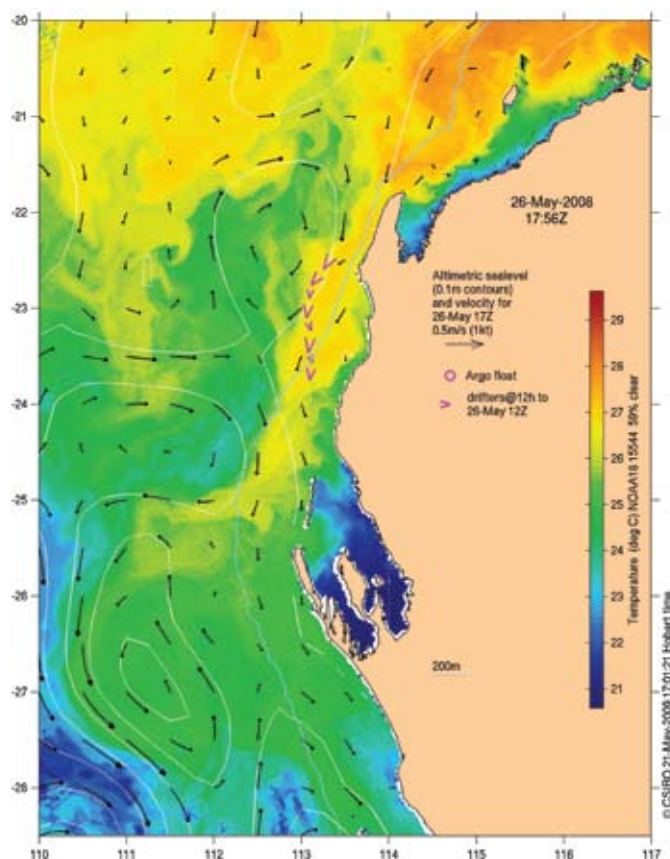 -20
-21
-22
-23
-24
-25
-26
-27
-28
110
111
112
113
114
115
116
117
26-May-2008
17:56Z
Altimetric sealevel
(0.1m contours)
and velocity for
26-May 17Z
0.5m/s (1kt)
Argo float
drifters@12h to
26-May 12Z
200m
29
28
27
26
25
24
23
22
21
Temperature (deg C) NOAA18 15544 59% clear
© CSIRO 21-May-2009 17:01:21 Hobart time